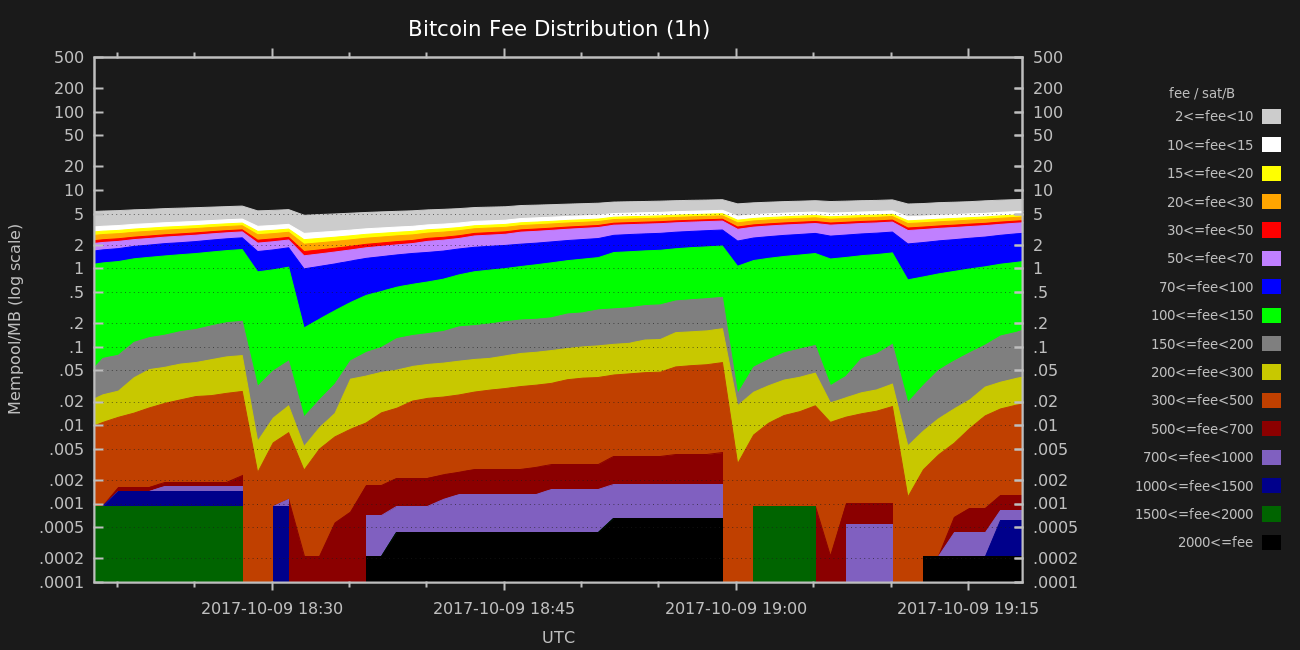 Bitcoin Fee Distribution (1h)
Mempool/MB (log scale)
500
200
100
50
20
10
5
2
1
.5
.2
.1
.05
.02
.01
.005
.002
.001
.0005
.0002
.0001
500
200
100
50
20
10
5
2
1
.5
.2
.1
.05
.02
.01
.005
.002
.001
.0005
.0002
.0001
2017-10-09 18:30
2017-10-09 18:45
2017-10-09 19:00
2017-10-09 19:15
UTC
fee / sat/B
2<=fee<10
10<=fee<15
15<=fee<20
20<=fee<30
30<=fee<50
50<=fee<70
70<=fee<100
100<=fee<150
150<=fee<200
200<=fee<300
300<=fee<500
500<=fee<700
700<=fee<1000
1000<=fee<1500
1500<=fee<2000
2000<=fee